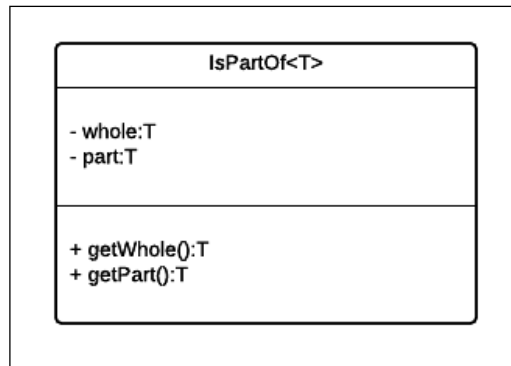 IsPartOf<T>
- whole:T
- part:T
+ getWhole():T
+ getPart():T